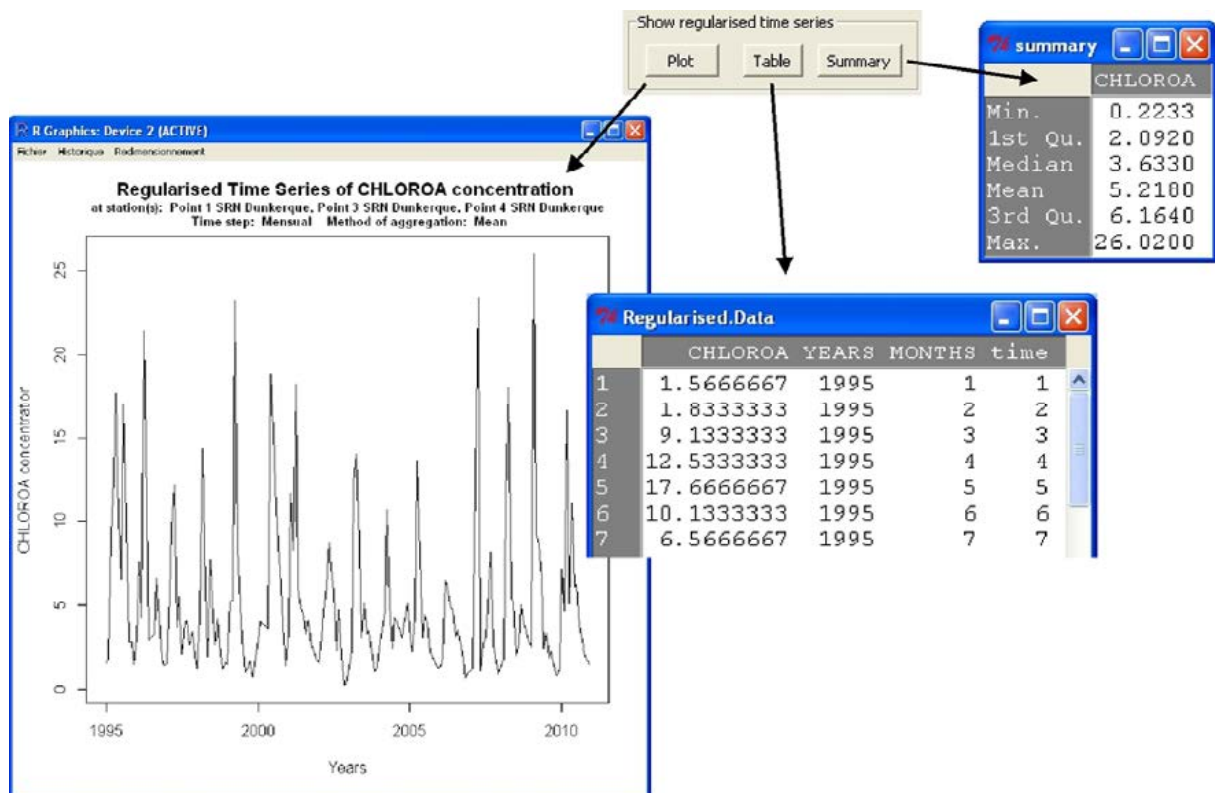 Show regularised time series
Plot Table Summary
summary
CHLOROA
Min. 0.2233
1st Qu. 2.0920
Median 3.6330
Mean 5.2180
3rd Qu. 6.1640
Max. 26.0200
R Graphics: Device 2 (ACTIVE)
Fichier Historique Redimensionnement
Regularised Time Series of CHLOROA concentration
at station(s): Point 1 SRN Dunkerque, Point 3 SRN Dunkerque, Point 4 SRN Dunkerque
Time step: Mensual Method of aggregation: Mean
CHLOROA concentration
25
20
15
10
5
0
1995 2000 2005 2010
Years
Regularised.Data
CHLOROA YEARS MONTHS time
1 1.5666667 1995 1 1
2 1.8333333 1995 2 2
3 9.1333333 1995 3 3
4 12.5333333 1995 4 4
5 17.6666667 1995 5 5
6 10.1333333 1995 6 6
7 6.5666667 1995 7 7